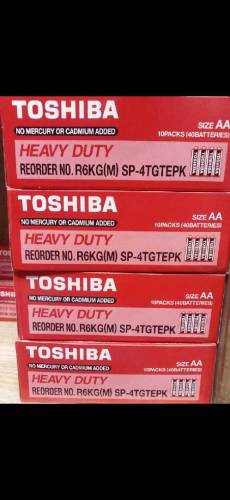 TOSHIBA
SIZE AA
NO MERCURY OR CADMIUM ADDED
10PACKS (40BATTERIES)
HEAVY DUTY
REORDER NO. R6KG(M) SP-4TGTEPK
TOSHIBA
SIZE AA
NO MERCURY OR CADMIUM ADDED
10PACKS (40BATTERIES)
HEAVY DUTY
REORDER NO. R6KG(M) SP-4TGTEPK
TOSHIBA
SIZE AA
NO MERCURY OR CADMIUM ADDED
10PACKS (40BATTERIES)
HEAVY DUTY
REORDER NO. R6KG(M) SP-4TGTEPK
TOSHIBA
SIZE AA
NO MERCURY OR CADMIUM ADDED
10PACKS (40BATTERIES)
HEAVY DUTY
REORDER NO. R6KG(M) SP-4TGTEPK